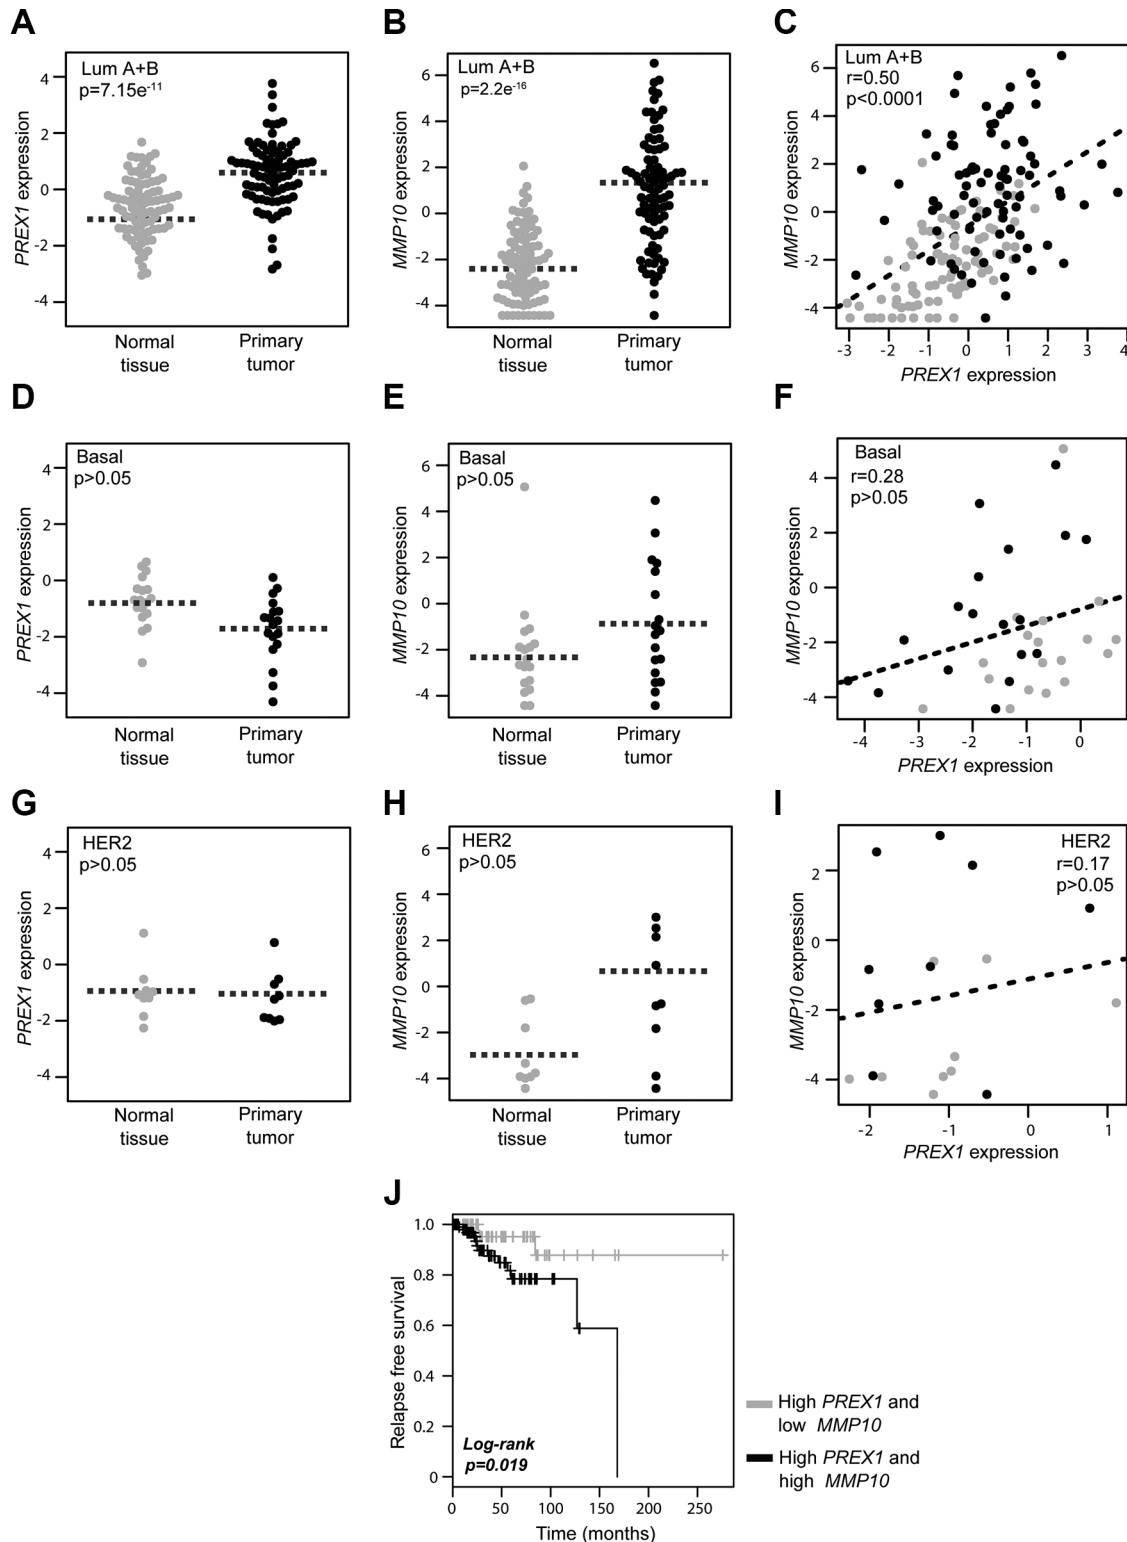 A
Lum A+B
p=7.15e-11
PREX1 expression
4
2
0
-2
-4
Normal
tissue
Primary
tumor
B
Lum A+B
p=2.2e-16
MMP10 expression
6
4
2
0
-2
-4
Normal
tissue
Primary
tumor
C
Lum A+B
r=0.50
p<0.0001
MMP10 expression
6
4
2
0
-2
-4
-3 -2 -1 0 1 2 3 4
PREX1 expression
D
Basal
p>0.05
PREX1 expression
4
2
0
-2
-4
Normal
tissue
Primary
tumor
E
Basal
p>0.05
MMP10 expression
6
4
2
0
-2
-4
Normal
tissue
Primary
tumor
F
Basal
r=0.28
p>0.05
MMP10 expression
4
2
0
-2
-4
-4 -3 -2 -1 0
PREX1 expression
G
HER2
p>0.05
PREX1 expression
4
2
0
-2
-4
Normal
tissue
Primary
tumor
H
HER2
p>0.05
MMP10 expression
6
4
2
0
-2
-4
Normal
tissue
Primary
tumor
I
HER2
r=0.17
p>0.05
MMP10 expression
2
0
-2
-4
-2 -1 0 1
PREX1 expression
J
Relapse free survival
1.0
0.8
0.6
0.4
0.2
0
Log-rank
p=0.019
0 50 100 150 200 250
Time (months)
High PREX1 and
low MMP10
High PREX1 and
high MMP10